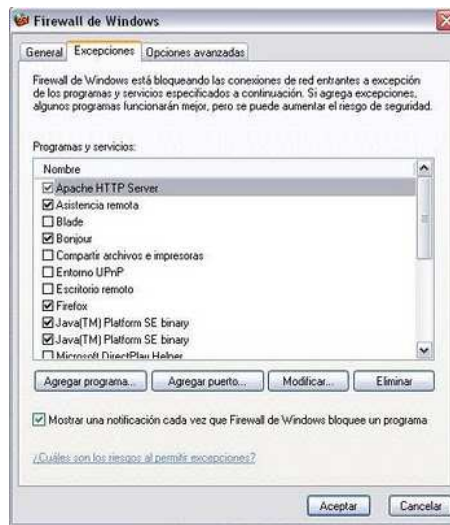 Firewall de Windows
General Excepciones Opciones avanzadas
Firewall de Windows está bloqueando las conexiones de red entrantes a excepción
de los programas y servicios especificados a continuación. Si agrega excepciones,
algunos programas funcionarán mejor, pero se puede aumentar el riesgo de seguridad.
Programas y servicios:
Nombre
Apache HTTP Server
Asistencia remota
Blade
Bonjour
Compartir archivos e impresoras
Entorno UPnP
Escritorio remoto
Firefox
Java(TM) Platform SE binary
Java(TM) Platform SE binary
Microsoft DirectPlay Helper
Agregar programa... Agregar puerto... Modificar... Eliminar
Mostrar una notificación cada vez que Firewall de Windows bloquee un programa
¿Cuáles son los riesgos al permitir excepciones?
Aceptar Cancelar